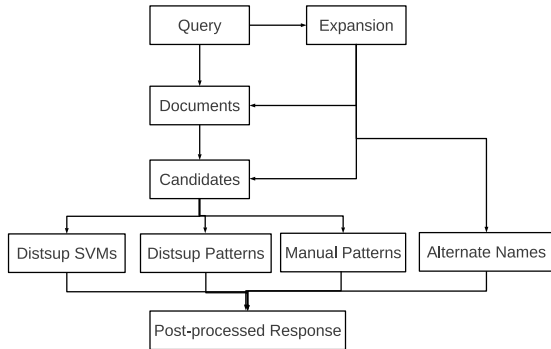 Query
Expansion
Documents
Candidates
Distsup SVMs
Distsup Patterns
Manual Patterns
Alternate Names
Post-processed Response